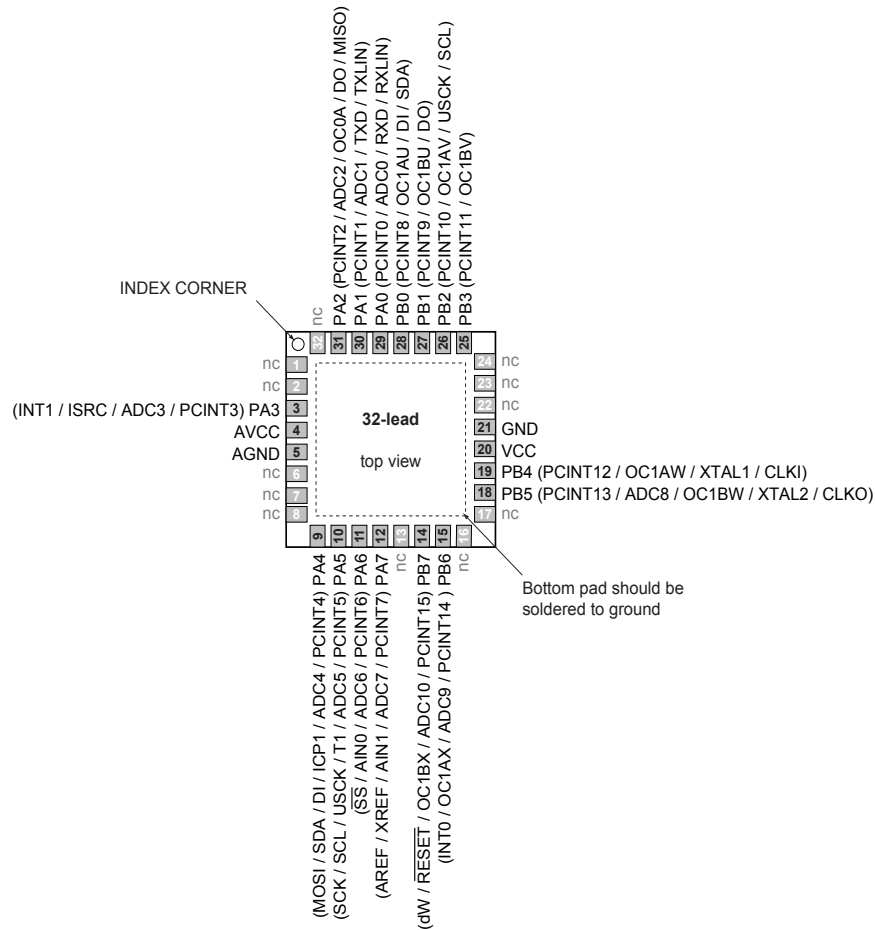 PA2 (PCINT2 / ADC2 / OC0A / DO / MISO)
PA1 (PCINT1 / ADC1 / TXD / TXLIN)
PA0 (PCINT0 / ADC0 / RXD / RXLIN)
PB0 (PCINT8 / OC1AU / DI / SDA)
PB1 (PCINT9 / OC1BU / DO)
PB2 (PCINT10 / OC1AV / USCK / SCL)
PB3 (PCINT11 / OC1BV)
INDEX CORNER
nc
32 31 30 29 28 27 26 25
nc 1
nc 2
(INT1 / ISRC / ADC3 / PCINT3) PA3 3
AVCC 4
AGND 5
nc 6
nc 7
nc 8
32-lead
top view
24 nc
23 nc
22 nc
21 GND
20 VCC
19 PB4 (PCINT12 / OC1AW / XTAL1 / CLKI)
18 PB5 (PCINT13 / ADC8 / OC1BW / XTAL2 / CLKO)
17 nc
9 10 11 12 13 14 15 16
(MOSI / SDA / DI / ICP1 / ADC4 / PCINT4) PA4
(SCK / SCL / USCK / T1 / ADC5 / PCINT5) PA5
(SS / AIN0 / ADC6 / PCINT6) PA6
(AREF / XREF / AIN1 / ADC7 / PCINT7) PA7
nc
(dW / RESET / OC1BX / ADC10 / PCINT15) PB7
(INT0 / OC1AX / ADC9 / PCINT14 ) PB6
nc
Bottom pad should be
soldered to ground